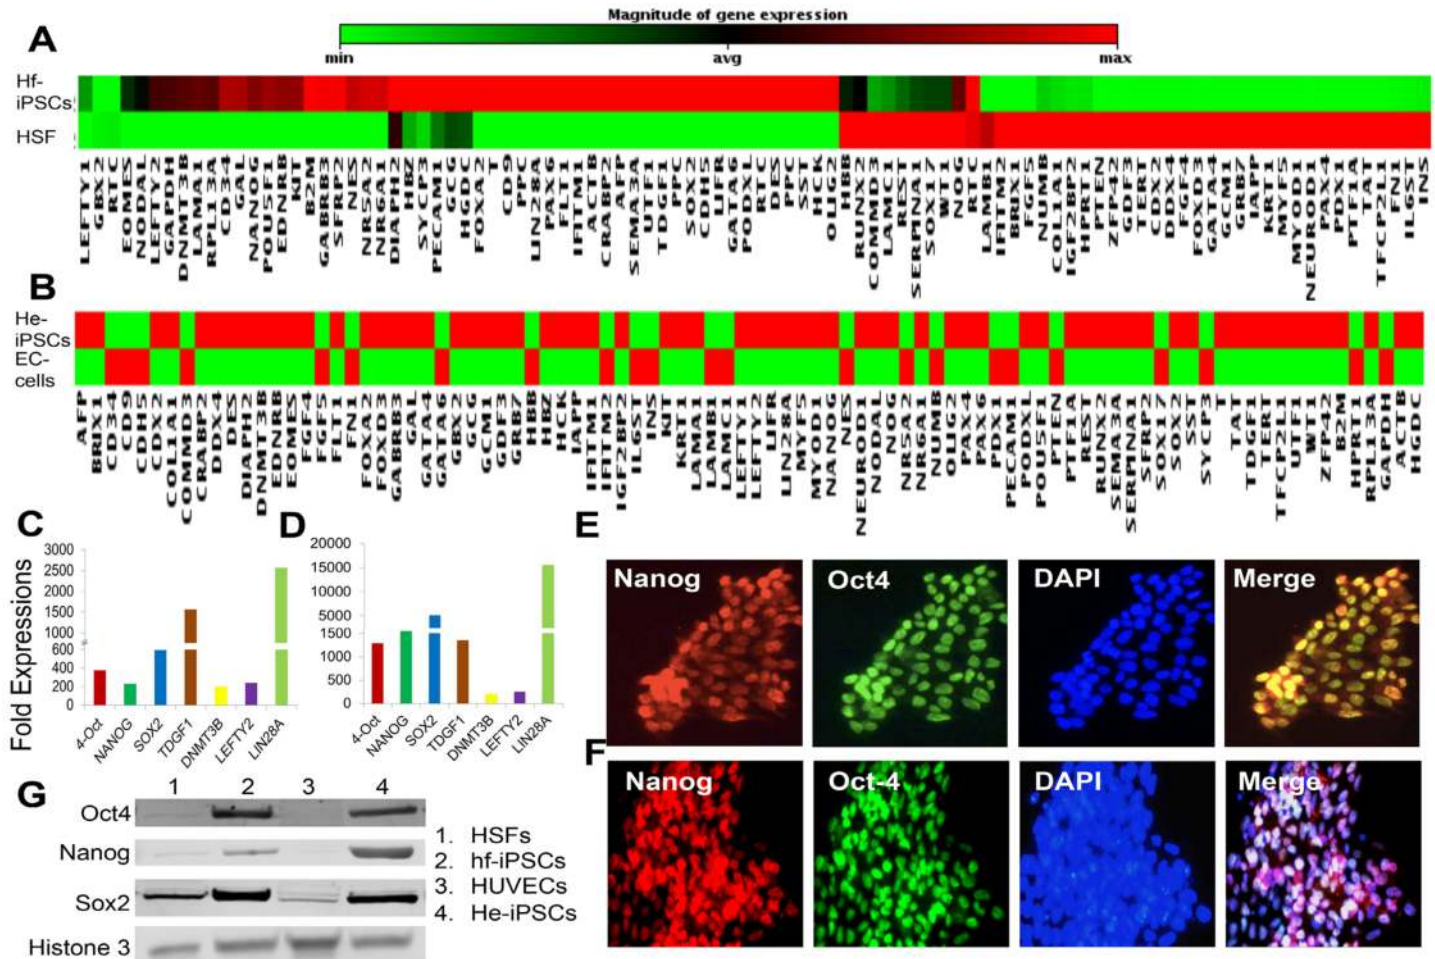 Magnitude of gene expression
A
min avg max
Hf-
iPSCs
HSF
LEFTY1 GBX2 RTC EOMES NODAL LEFTY2 GAPDH DNMT3B LAMA1 RPL3A CD34 GAL NANOG POU5F1 EDNRB KIT B2M GABRB3 SFRP2 NES NR5A2 NR6A1 DIAPH2 HBZ SYCP3 PECAM1 GCG HGDC FOXA2 T CD9 PPC LIN28A PAX6 FLT1 IFITM1 ACTB CRABP2 AFP SEMA3A UTF1 TDGF1 PPC SOX2 CDH5 LIFR GATA6 PODXL RTC DES PPC SST HCK OLIG2 HBB RUNX2 COMMD3 LAMC1 REST SERPINA1 SOX17 WT1 NOG RTC LAMB1 IFITM2 BRIX1 FGF5 NUMB COL1A1 IGF2BP2 HPRT1 PTEN ZFP42 GDF3 TERT CDX2 DDX4 FGF4 FOXD3 GATA4 GCM1 GRB7 IAPP KRT1 MYF5 MYOD1 NEUROD1 PAX4 PDX1 PTF1A TAT TFCP2L1 FN1 IL6ST INS
B
He-
iPSCs
EC-
cells
AFP BRIX1 CD34 CD9 CDH5 CDX2 COL1A1 COMMD3 CRABP2 DDX4 DES DIAPH2 DNMT3B EDNRB EOMES FGF4 FGF5 FLT1 FN1 FOXA2 FOXD3 GABRB3 GAL GATA4 GATA6 GBX2 GCG GCM1 GDF3 GRB7 HBB HBZ HCK IAPP IFITM1 IFITM2 IGF2BP2 IL6ST INS KIT KRT1 LAMA1 LAMB1 LAMC1 LEFTY1 LEFTY2 LIFR LIN28A MYF5 MYOD1 NANOG NES NEUROD1 NODAL NOG NR5A2 NR6A1 NUMB OLIG2 PAX4 PAX6 PDX1 PECAM1 PODXL POU5F1 PTEN PTF1A REST RUNX2 SEMA3A SERPINA1 SFRP2 SOX17 SOX2 SST SYCP3 T TAT TDGF1 TERT TFCP2L1 UTF1 WT1 ZFP42 B2M HPRT1 RPL13A GAPDH ACTB HGDC
C
Fold Expressions
3000
2500
2000
1500
1000
600
400
200
0
4-Oct NANOG SOX2 TDGF1 DNMT3B LEFTY2 LIN28A
D
20000
15000
10000
5000
1500
1000
500
0
4-Oct NANOG SOX2 TDGF1 DNMT3B LEFTY2 LIN28A
E
Nanog Oct4 DAPI Merge
F
Nanog Oct-4 DAPI Merge
G
1 2 3 4
Oct4
Nanog
Sox2
Histone 3
1. HSFs
2. hf-iPSCs
3. HUVECs
4. He-iPSCs